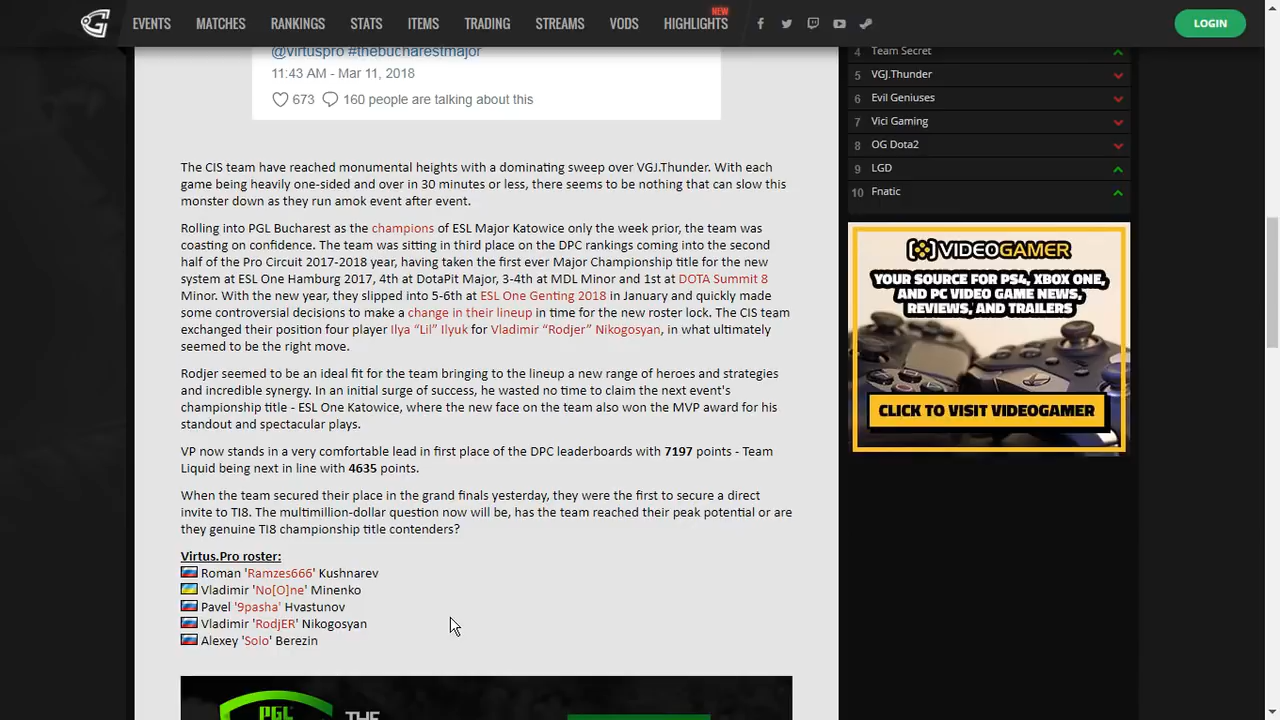 EVENTS MATCHES RANKINGS STATS ITEMS TRADING STREAMS VODS HIGHLIGHTS NEW LOGIN
@virtuspro #thebucharestmajor
11:43 AM - Mar 11, 2018
673 160 people are talking about this
The CIS team have reached monumental heights with a dominating sweep over VGJ.Thunder. With each
game being heavily one-sided and over in 30 minutes or less, there seems to be nothing that can slow this
monster down as they run amok event after event.
Rolling into PGL Bucharest as the champions of ESL Major Katowice only the week prior, the team was
coasting on confidence. The team was sitting in third place on the DPC rankings coming into the second
half of the Pro Circuit 2017-2018 year, having taken the first ever Major Championship title for the new
system at ESL One Hamburg 2017, 4th at DotaPit Major, 3-4th at MDL Minor and 1st at DOTA Summit 8
Minor. With the new year, they slipped into 5-6th at ESL One Genting 2018 in January and quickly made
some controversial decisions to make a change in their lineup in time for the new roster lock. The CIS team
exchanged their position four player Ilya “Lil” Ilyuk for Vladimir “Rodjer” Nikogosyan, in what ultimately
seemed to be the right move.
Rodjer seemed to be an ideal fit for the team bringing to the lineup a new range of heroes and strategies
and incredible synergy. In an initial surge of success, he wasted no time to claim the next event's
championship title - ESL One Katowice, where the new face on the team also won the MVP award for his
standout and spectacular plays.
VP now stands in a very comfortable lead in first place of the DPC leaderboards with 7197 points - Team
Liquid being next in line with 4635 points.
When the team secured their place in the grand finals yesterday, they were the first to secure a direct
invite to TI8. The multimillion-dollar question now will be, has the team reached their peak potential or are
they genuine TI8 championship title contenders?
Virtus.Pro roster:
Roman 'Ramzes666' Kushnarev
Vladimir 'No[O]ne' Minenko
Pavel '9pasha' Hvastunov
Vladimir 'RodjER' Nikogosyan
Alexey 'Solo' Berezin
PGL
THE
4 Team Secret
5 VGJ.Thunder
6 Evil Geniuses
7 Vici Gaming
8 OG Dota2
9 LGD
10 Fnatic
VIDEOGAMER
YOUR SOURCE FOR PS4, XBOX ONE,
AND PC VIDEO GAME NEWS,
REVIEWS, AND TRAILERS
CLICK TO VISIT VIDEOGAMER